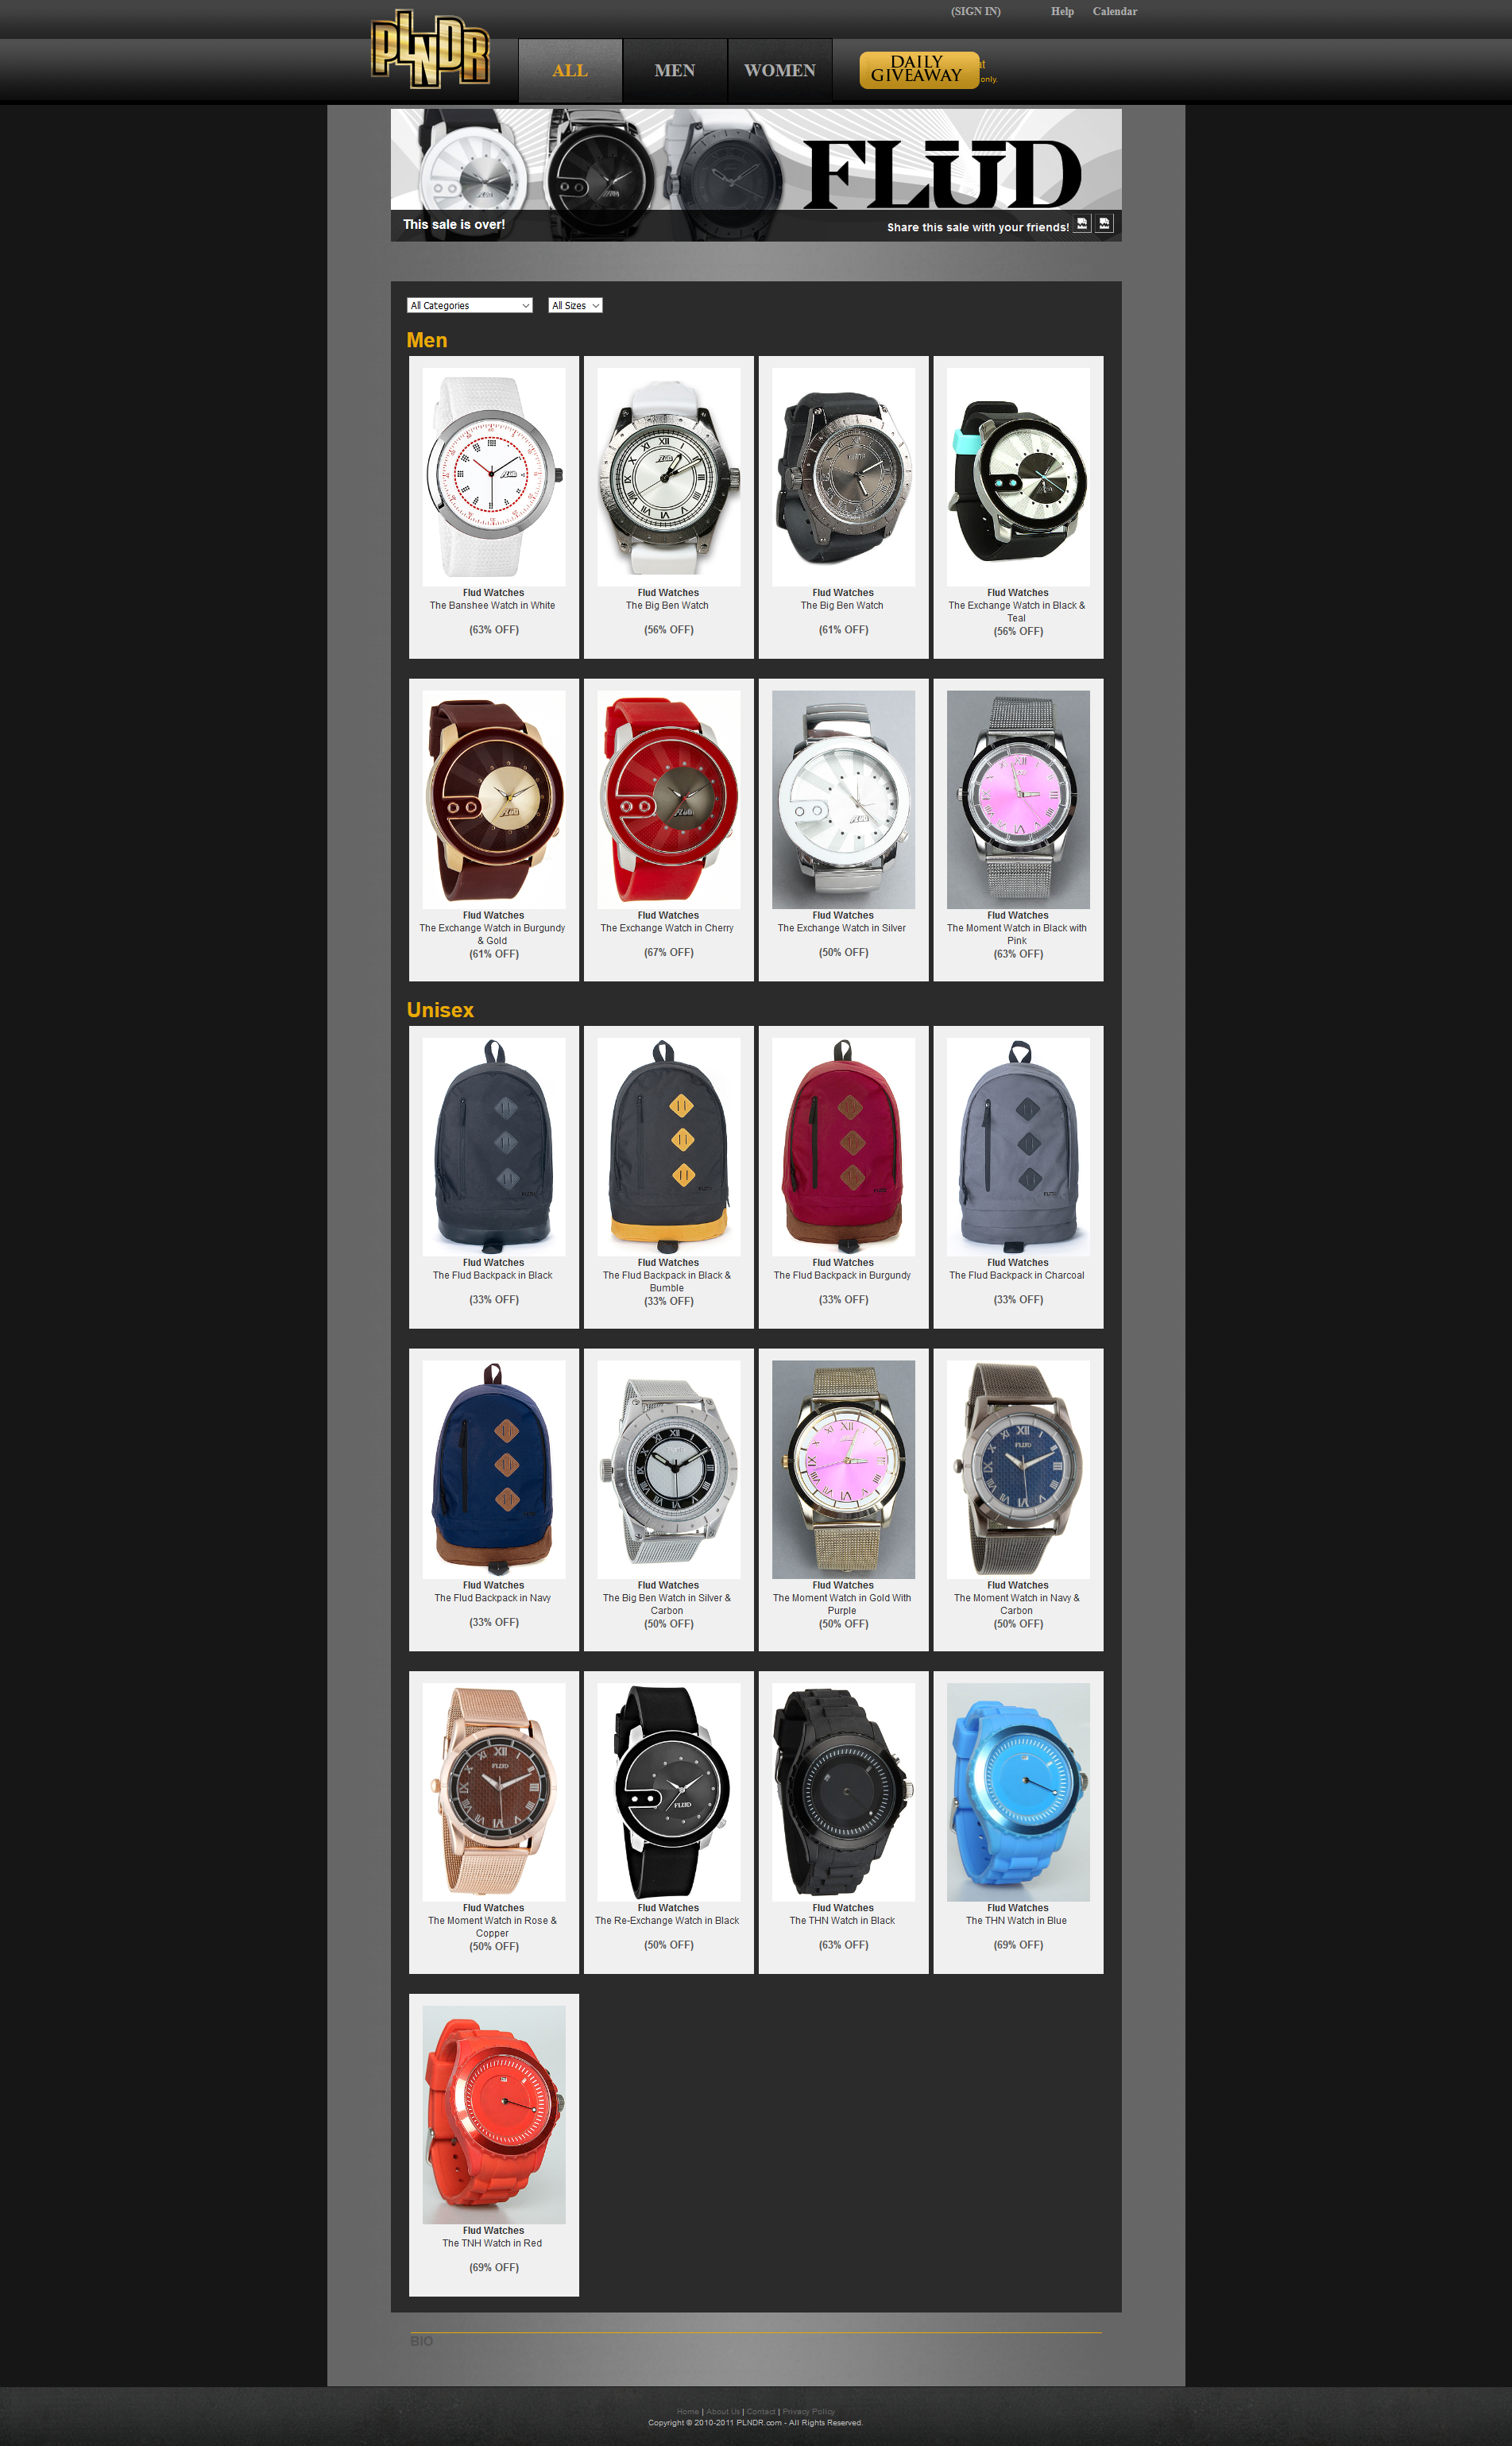 PLNDR
(SIGN IN)
Help
Calendar
ALL
MEN
WOMEN
DAILY
GIVEAWAY
only.
FLŪD
This sale is over!
Share this sale with your friends!
All Categories
All Sizes
Men
Flud Watches
The Banshee Watch in White
(63% OFF)
Flud Watches
The Big Ben Watch
(56% OFF)
Flud Watches
The Big Ben Watch
(61% OFF)
Flud Watches
The Exchange Watch in Black &
Teal
(56% OFF)
Flud Watches
The Exchange Watch in Burgundy
& Gold
(61% OFF)
Flud Watches
The Exchange Watch in Cherry
(67% OFF)
Flud Watches
The Exchange Watch in Silver
(50% OFF)
Flud Watches
The Moment Watch in Black with
Pink
(63% OFF)
Unisex
Flud Watches
The Flud Backpack in Black
(33% OFF)
Flud Watches
The Flud Backpack in Black &
Bumble
(33% OFF)
Flud Watches
The Flud Backpack in Burgundy
(33% OFF)
Flud Watches
The Flud Backpack in Charcoal
(33% OFF)
Flud Watches
The Flud Backpack in Navy
(33% OFF)
Flud Watches
The Big Ben Watch in Silver &
Carbon
(50% OFF)
Flud Watches
The Moment Watch in Gold With
Purple
(50% OFF)
Flud Watches
The Moment Watch in Navy &
Carbon
(50% OFF)
Flud Watches
The Moment Watch in Rose &
Copper
(50% OFF)
Flud Watches
The Re-Exchange Watch in Black
(50% OFF)
Flud Watches
The THN Watch in Black
(63% OFF)
Flud Watches
The THN Watch in Blue
(69% OFF)
Flud Watches
The TNH Watch in Red
(69% OFF)
BIO
Home | About Us | Contact | Privacy Policy
Copyright © 2010-2011 PLNDR.com - All Rights Reserved.